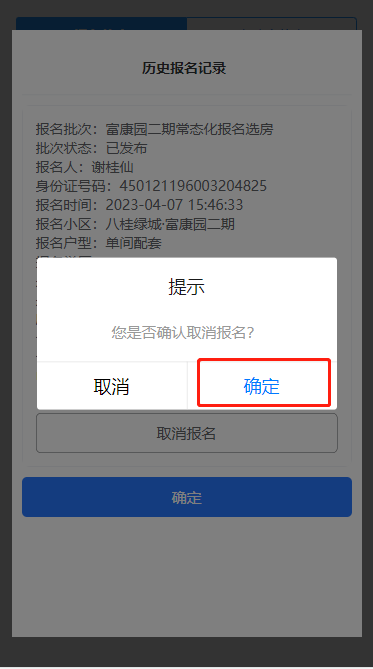 历史报名记录
报名批次：富康园二期常态化报名选房
批次状态：已发布
报名人：谢桂仙
身份证号码：450121196003204825
报名时间：2023-04-07 15:46:33
报名小区：八桂绿城·富康园二期
报名户型：单间配套
提示
您是否确认取消报名？
取消
确定
取消报名
确定